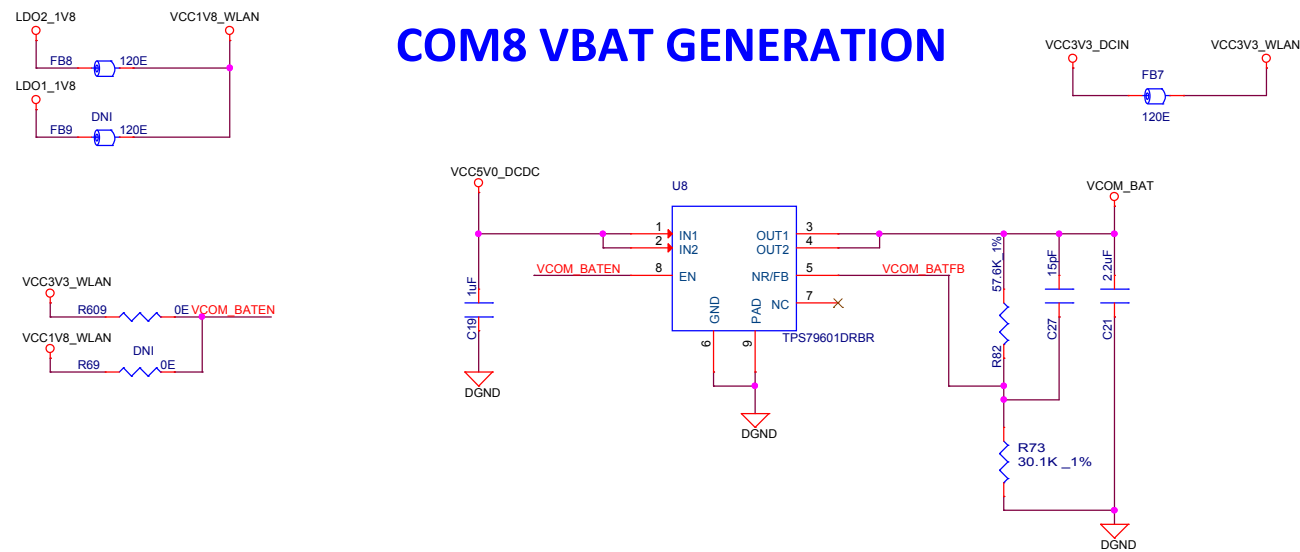 COM8 VBAT GENERATION
LDO2_1V8
VCC1V8_WLAN
FB8
120E
LDO1_1V8
DNI
FB9
120E
VCC3V3_DCIN
VCC3V3_WLAN
FB7
120E
VCC5V0_DCDC
U8
VCOM_BAT
1
IN1
OUT1
3
2
IN2
OUT2
4
VCOM_BATEN
8
EN
NR/FB
5
VCOM_BATFB
NC
7
GND
PAD
TPS79601DRBR
6
9
1uF
C19
DGND
DGND
57.6K_1%
R82
15pF
C27
2.2uF
C21
R73
30.1K _1%
DGND
VCC3V3_WLAN
R609
0E
VCOM_BATEN
VCC1V8_WLAN
DNI
R69
0E